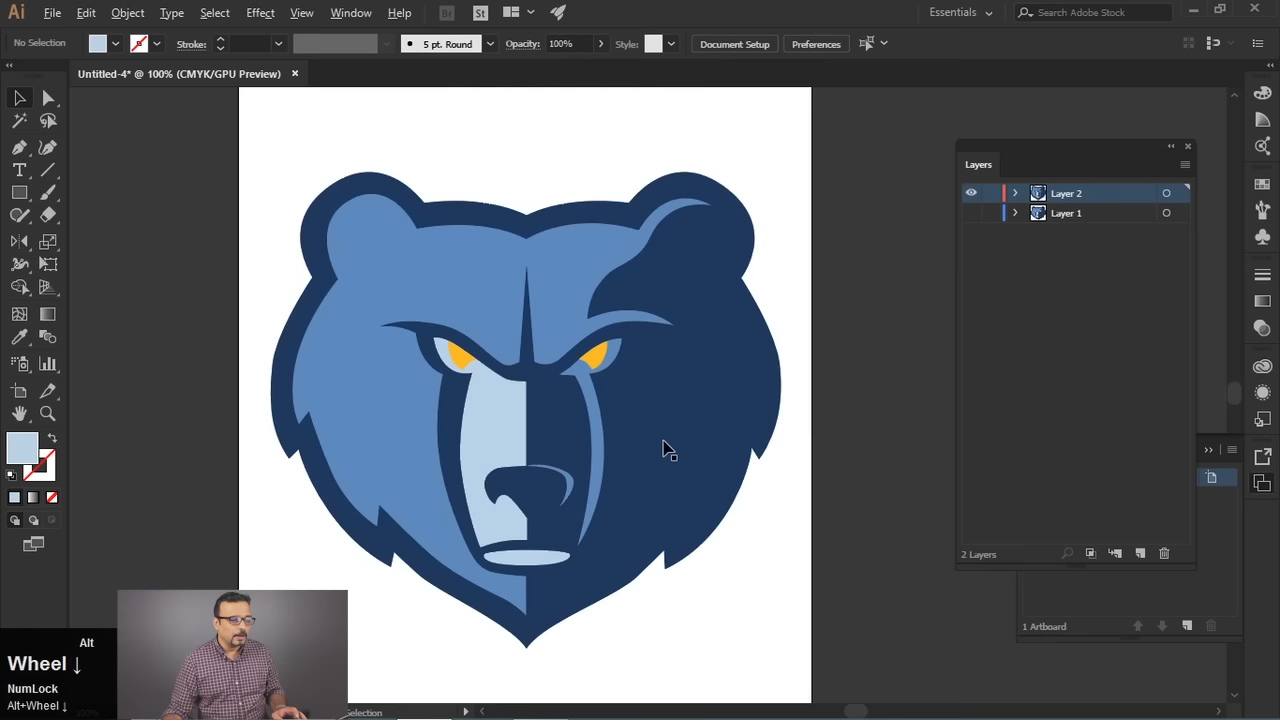 Ai File Edit Object Type Select Effect View Window Help Br St Essentials Search Adobe Stock
No Selection Stroke: 5 pt. Round Opacity: 100% Style: Document Setup Preferences
Untitled-4* @ 100% (CMYK/GPU Preview) ×
Layers
Layer 2
Layer 1
2 Layers
1 Artboard
Alt
Wheel ↓
NumLock
Alt+Wheel ↓
Selection